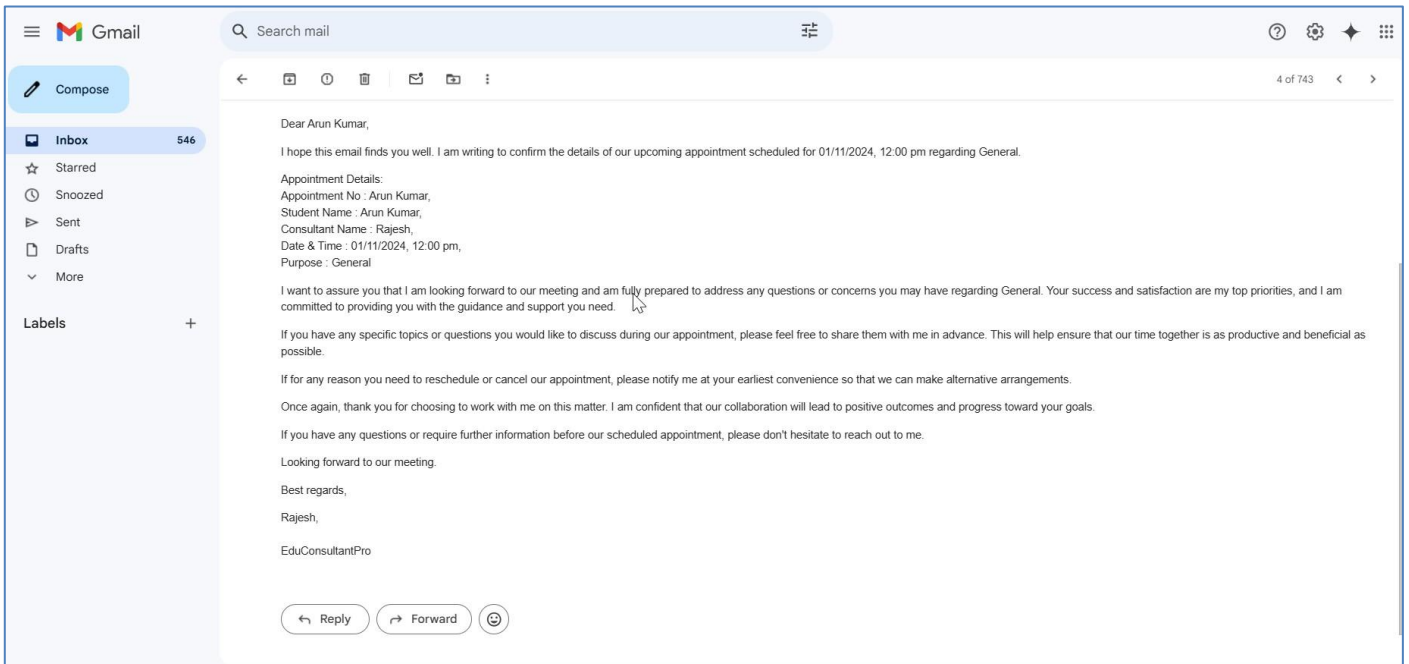 Gmail
Search mail
Compose
4 of 743
Inbox 546
Starred
Snoozed
Sent
Drafts
More
Labels +
Dear Arun Kumar,
I hope this email finds you well. I am writing to confirm the details of our upcoming appointment scheduled for 01/11/2024, 12:00 pm regarding General.
Appointment Details:
Appointment No : Arun Kumar,
Student Name : Arun Kumar,
Consultant Name : Rajesh,
Date & Time : 01/11/2024, 12:00 pm,
Purpose : General
I want to assure you that I am looking forward to our meeting and am fully prepared to address any questions or concerns you may have regarding General. Your success and satisfaction are my top priorities, and I am
committed to providing you with the guidance and support you need.
If you have any specific topics or questions you would like to discuss during our appointment, please feel free to share them with me in advance. This will help ensure that our time together is as productive and beneficial as
possible.
If for any reason you need to reschedule or cancel our appointment, please notify me at your earliest convenience so that we can make alternative arrangements.
Once again, thank you for choosing to work with me on this matter. I am confident that our collaboration will lead to positive outcomes and progress toward your goals.
If you have any questions or require further information before our scheduled appointment, please don't hesitate to reach out to me.
Looking forward to our meeting.
Best regards,
Rajesh,
EduConsultantPro
Reply
Forward